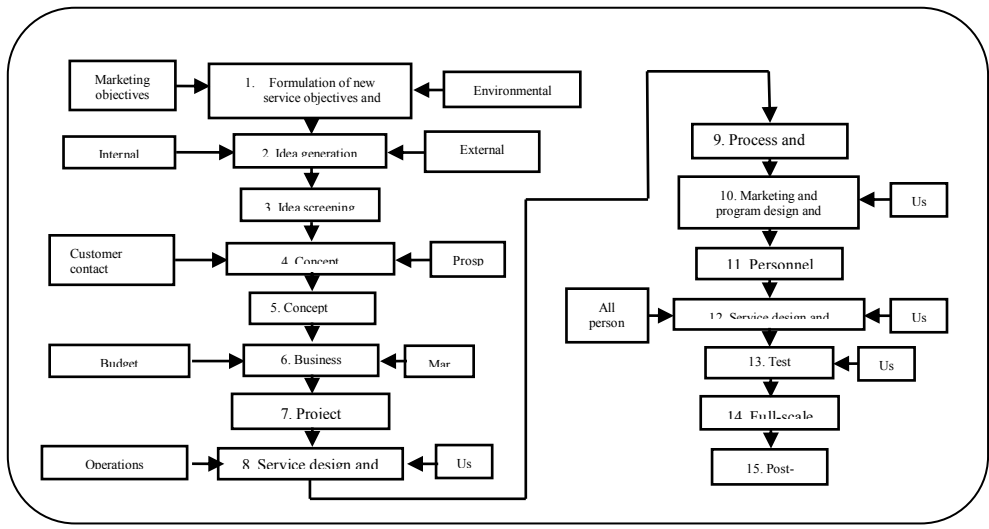 Marketing
objectives
1. Formulation of new
service objectives and
Environmental
Internal
2. Idea generation
External
3. Idea screening
Customer
contact
4. Concept
Prosp
5. Concept
Budget
6. Business
Mar
7. Project
Operations
8. Service design and
Us
9. Process and
10. Marketing and
program design and
Us
11. Personnel
All
person
12. Service design and
Us
13. Test
Us
14. Full-scale
15. Post-